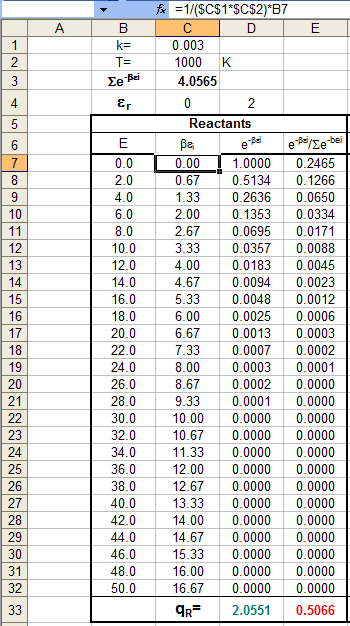 fx =1/($C$1*$C$2)*B7
A B C D E
1 k= 0.003
2 T= 1000 K
3 Σe⁻ᵝᵉⁱ 4.0565
4 εr 0 2
5 Reactants
6 E βεi e⁻ᵝᵉⁱ e⁻ᵝᵉⁱ/Σe⁻ᵇᵉⁱ
7 0.0 0.00 1.0000 0.2465
8 2.0 0.67 0.5134 0.1266
9 4.0 1.33 0.2636 0.0650
10 6.0 2.00 0.1353 0.0334
11 8.0 2.67 0.0695 0.0171
12 10.0 3.33 0.0357 0.0088
13 12.0 4.00 0.0183 0.0045
14 14.0 4.67 0.0094 0.0023
15 16.0 5.33 0.0048 0.0012
16 18.0 6.00 0.0025 0.0006
17 20.0 6.67 0.0013 0.0003
18 22.0 7.33 0.0007 0.0002
19 24.0 8.00 0.0003 0.0001
20 26.0 8.67 0.0002 0.0000
21 28.0 9.33 0.0001 0.0000
22 30.0 10.00 0.0000 0.0000
23 32.0 10.67 0.0000 0.0000
24 34.0 11.33 0.0000 0.0000
25 36.0 12.00 0.0000 0.0000
26 38.0 12.67 0.0000 0.0000
27 40.0 13.33 0.0000 0.0000
28 42.0 14.00 0.0000 0.0000
29 44.0 14.67 0.0000 0.0000
30 46.0 15.33 0.0000 0.0000
31 48.0 16.00 0.0000 0.0000
32 50.0 16.67 0.0000 0.0000
33 qR= 2.0551 0.5066